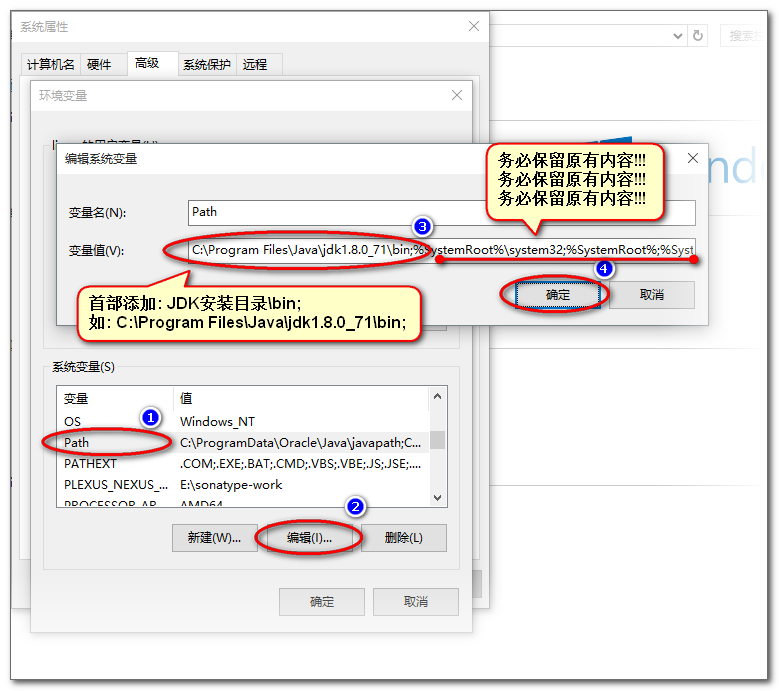 系统属性
计算机名 硬件 高级 系统保护 远程
搜索
环境变量
编辑系统变量
务必保留原有内容!!!
务必保留原有内容!!!
务必保留原有内容!!!
变量名(N):
Path
3
变量值(V):
C:\Program Files\Java\jdk1.8.0_71\bin;%SystemRoot%\system32;%SystemRoot%;%Syst
4
确定 取消
首部添加: JDK安装目录\bin;
如: C:\Program Files\Java\jdk1.8.0_71\bin;
系统变量(S)
变量 值
1
OS Windows_NT
Path C:\ProgramData\Oracle\Java\javapath;C...
PATHEXT .COM;.EXE;.BAT;.CMD;.VBS;.VBE;.JS;.JSE;....
PLEXUS_NEXUS_... E:\sonatype-work
PROCESSOR_AR AMD64
2
新建(W)... 编辑(I)... 删除(L)
确定 取消